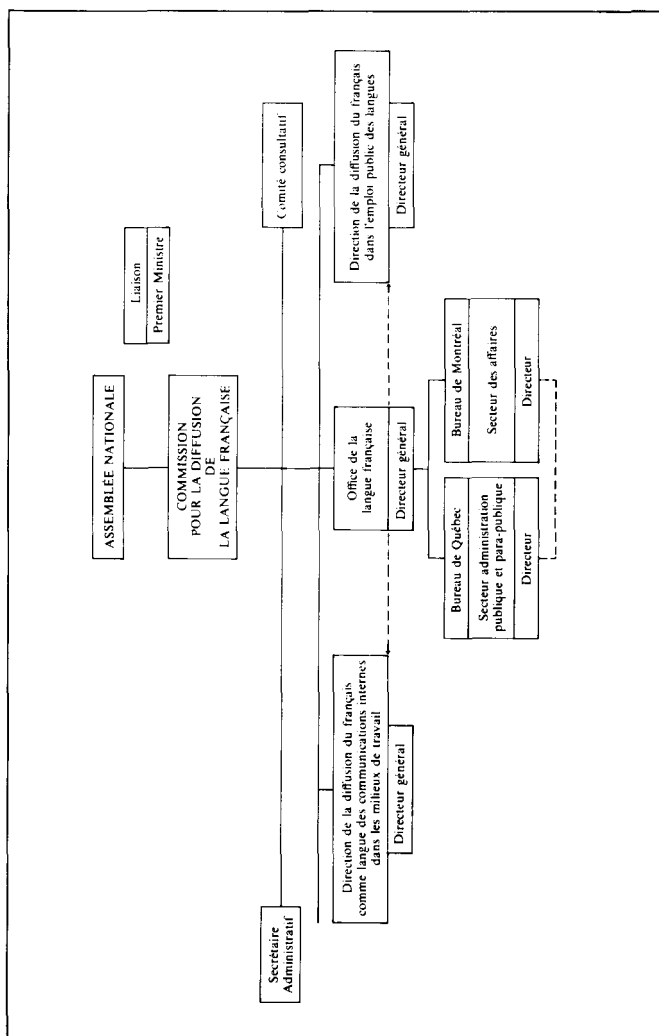 ASSEMBLÉE NATIONALE
Liaison
Premier Ministre
COMMISSION
POUR LA DIFFUSION
DE
LA LANGUE FRANÇAISE
Secrétaire
Administratif
Comité consultatif
Direction de la diffusion du français
comme langue des communications internes
dans les milieux de travail
Directeur général
Office de la
langue française
Directeur général
Direction de la diffusion du français
dans l'emploi public des langues
Directeur général
Bureau de Québec
Secteur administration
publique et para-publique
Directeur
Bureau de Montréal
Secteur des affaires
Directeur